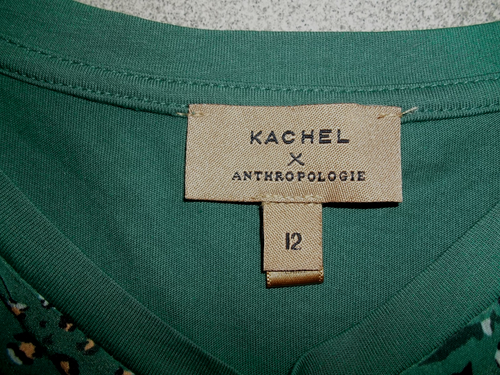 KACHEL
X
ANTHROPOLOGIE
12